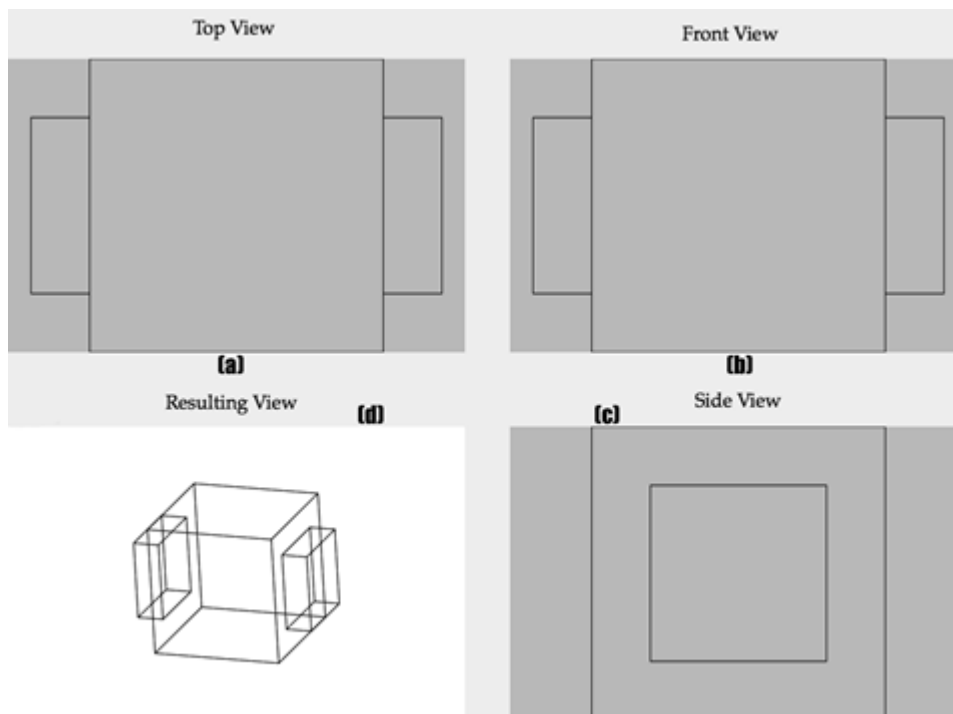 Top View
Front View
(a)
(b)
Resulting View
(d)
(c)
Side View